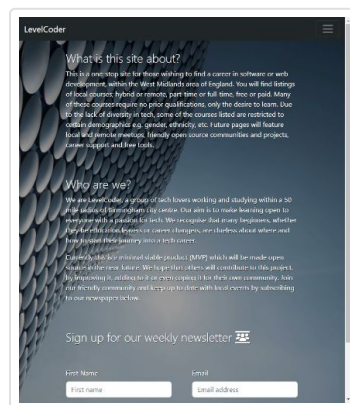 LevelCoder
What is this site about?
This is a one-stop site for those wishing to find a career in software or web
development, within the West Midlands area of England. You will find listings
of local courses; hybrid or remote, part time or full-time, free or paid. Many
of these courses require no prior qualifications, only the desire to learn. Due
to the lack of diversity in tech, some of the courses listed are restricted to
certain demographics e.g. gender, ethnicity, etc. Future pages will feature
local and remote meetups, friendly open source communities and projects,
career support and free tools.
Who are we?
We are LevelCoder, a group of tech lovers working and studying within a 50
mile radius of Birmingham city centre. Our aim is to make learning open to
everyone with a passion for tech. We recognise that many beginners, whether
they be education leavers or career changers, are clueless about where and
how to start their journey into a tech career.
Currently this is minimal viable product (MVP) which will be made open
source in the near future. We hope that others will contribute to this project,
by improving it, adding to it or even copying it for their own community. Join
our friendly community and keep up to date with local events by subscribing
to our newspaper below.
Sign up for our weekly newsletter
First Name Email
First name Email address